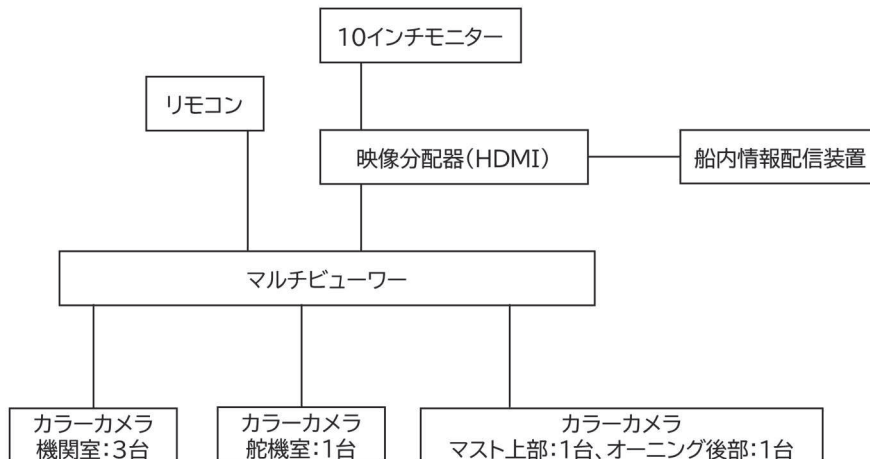 10インチモニター
リモコン
映像分配器(HDMI)
船内情報配信装置
マルチビューワー
カラーカメラ
機関室:3台
カラーカメラ
舵機室:1台
カラーカメラ
マスト上部:1台、オーニング後部:1台